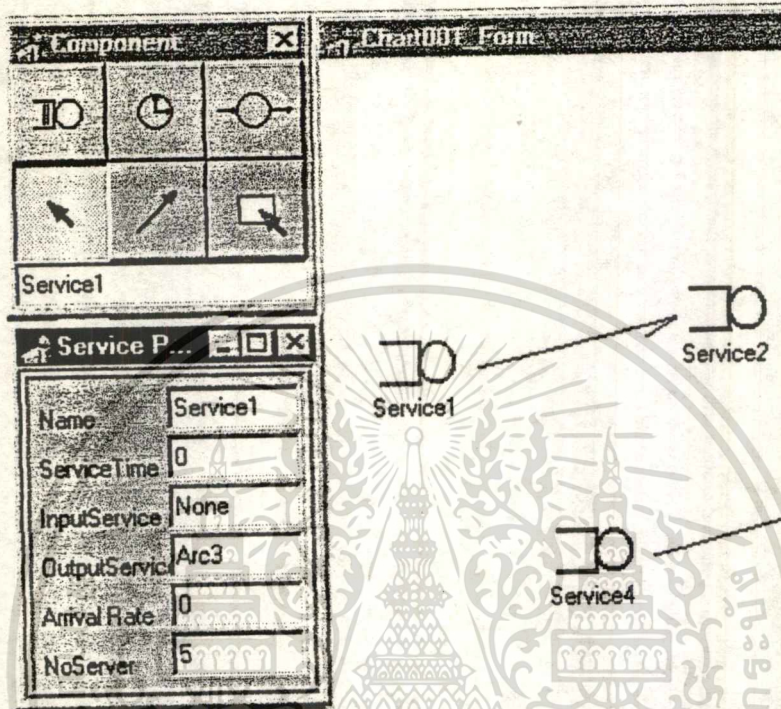 Component
Chart001_Form
Service1
Service P...
Name
Service1
ServiceTime
0
InputService
None
OutputServic
Arc3
Arrival Rate
0
NoServer
5
Service1
Service2
Service4